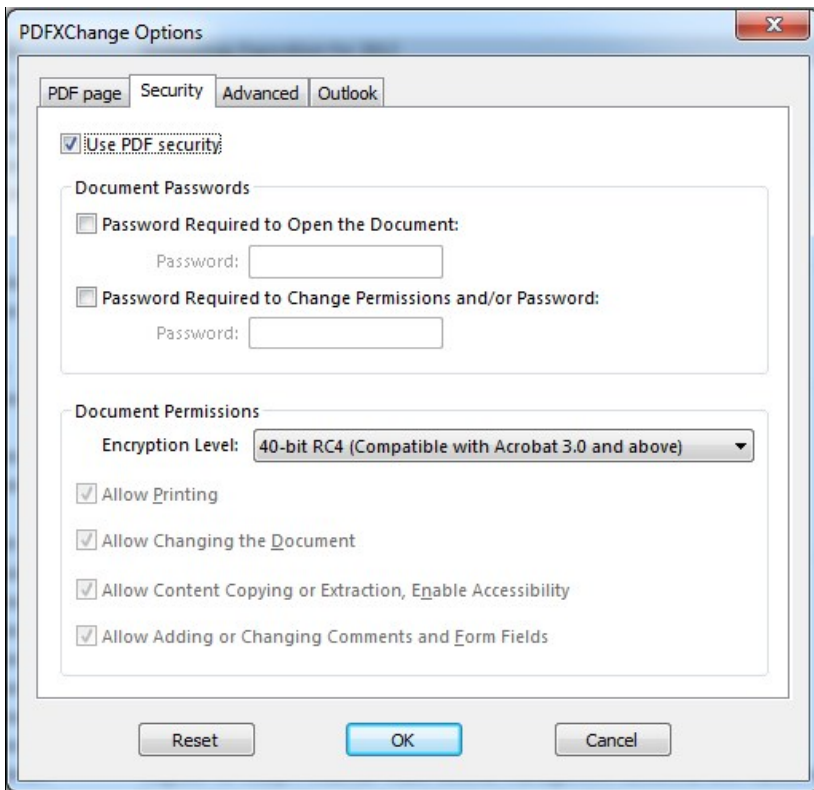 PDFXChange Options
PDF page Security Advanced Outlook
Use PDF security
Document Passwords
Password Required to Open the Document:
Password:
Password Required to Change Permissions and/or Password:
Password:
Document Permissions
Encryption Level: 40-bit RC4 (Compatible with Acrobat 3.0 and above)
Allow Printing
Allow Changing the Document
Allow Content Copying or Extraction, Enable Accessibility
Allow Adding or Changing Comments and Form Fields
Reset OK Cancel